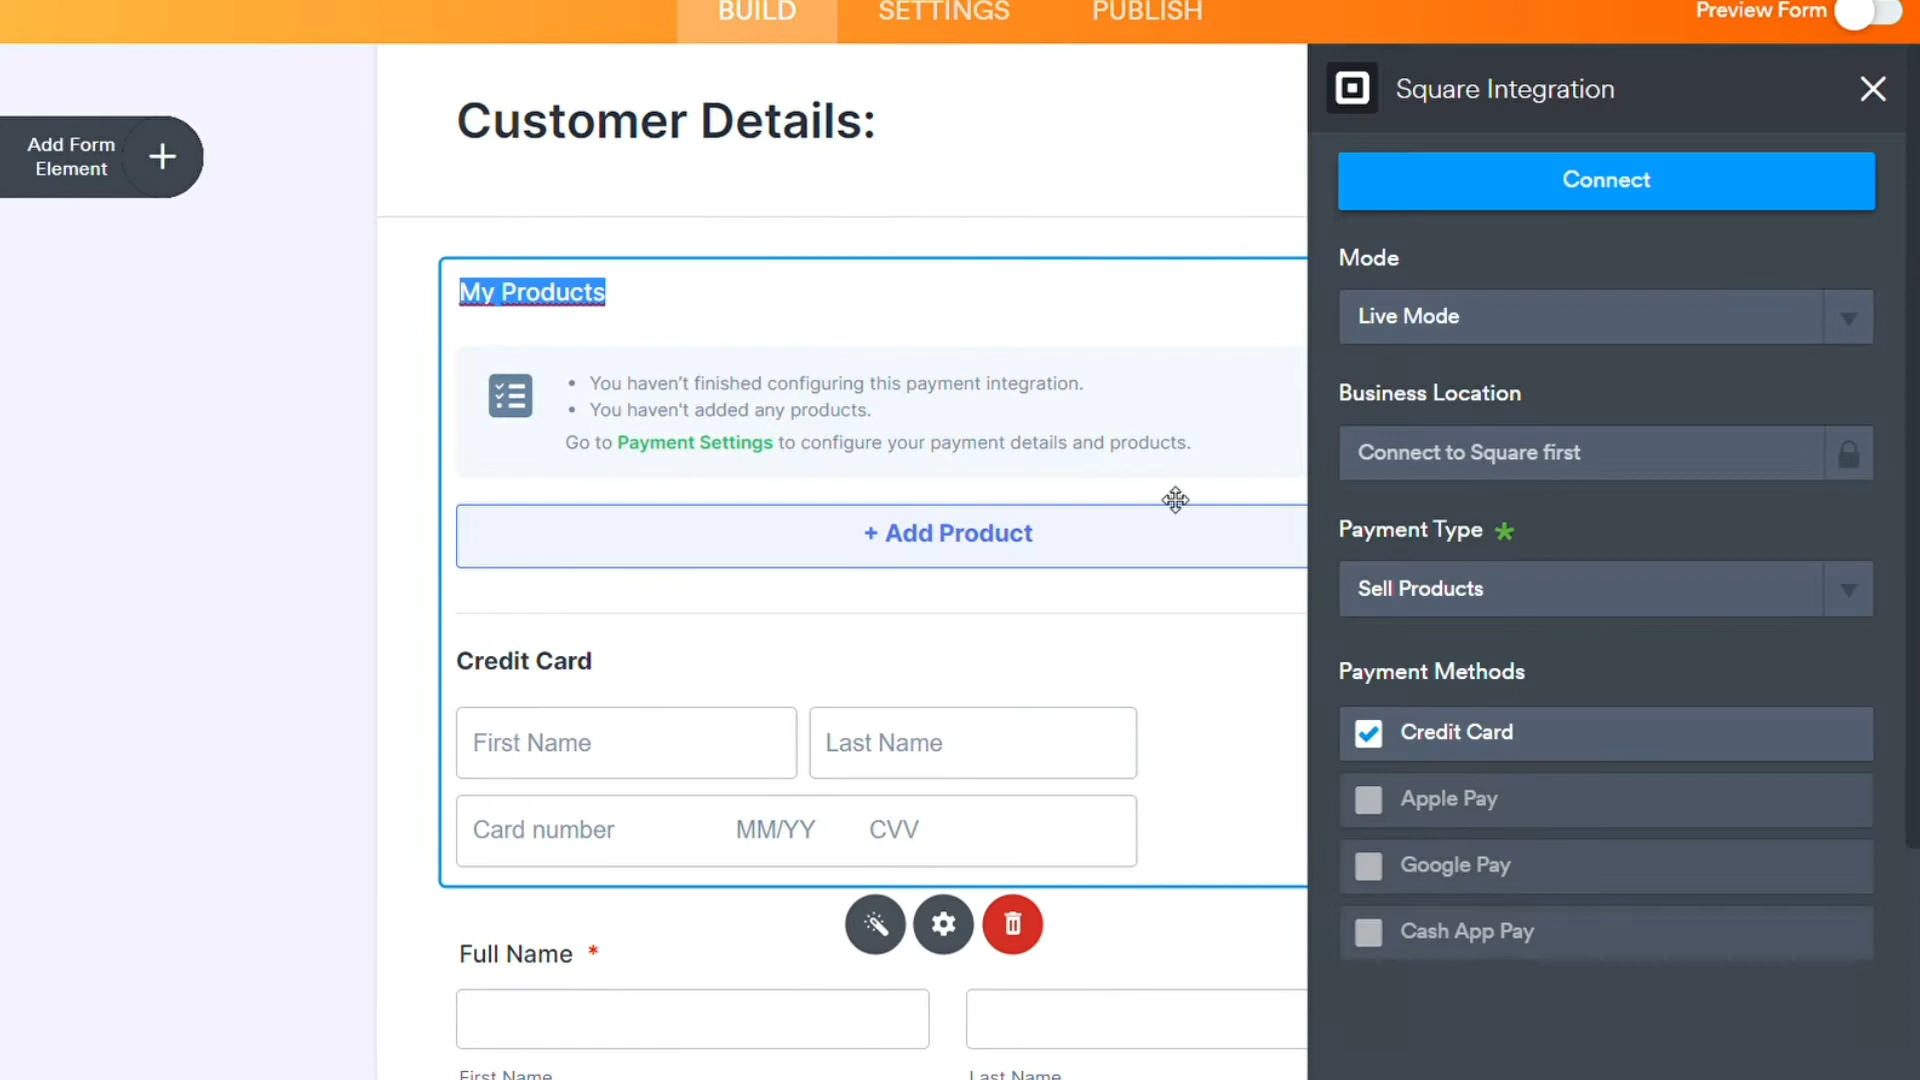 BUILD
SETTINGS
PUBLISH
Preview Form
Add Form
Element
Customer Details:
My Products
• You haven't finished configuring this payment integration.
• You haven't added any products.
Go to Payment Settings to configure your payment details and products.
+ Add Product
Credit Card
First Name
Last Name
Card number
MM/YY
CVV
Full Name *
First Name
Last Name
Square Integration
Connect
Mode
Live Mode
Business Location
Connect to Square first
Payment Type *
Sell Products
Payment Methods
Credit Card
Apple Pay
Google Pay
Cash App Pay